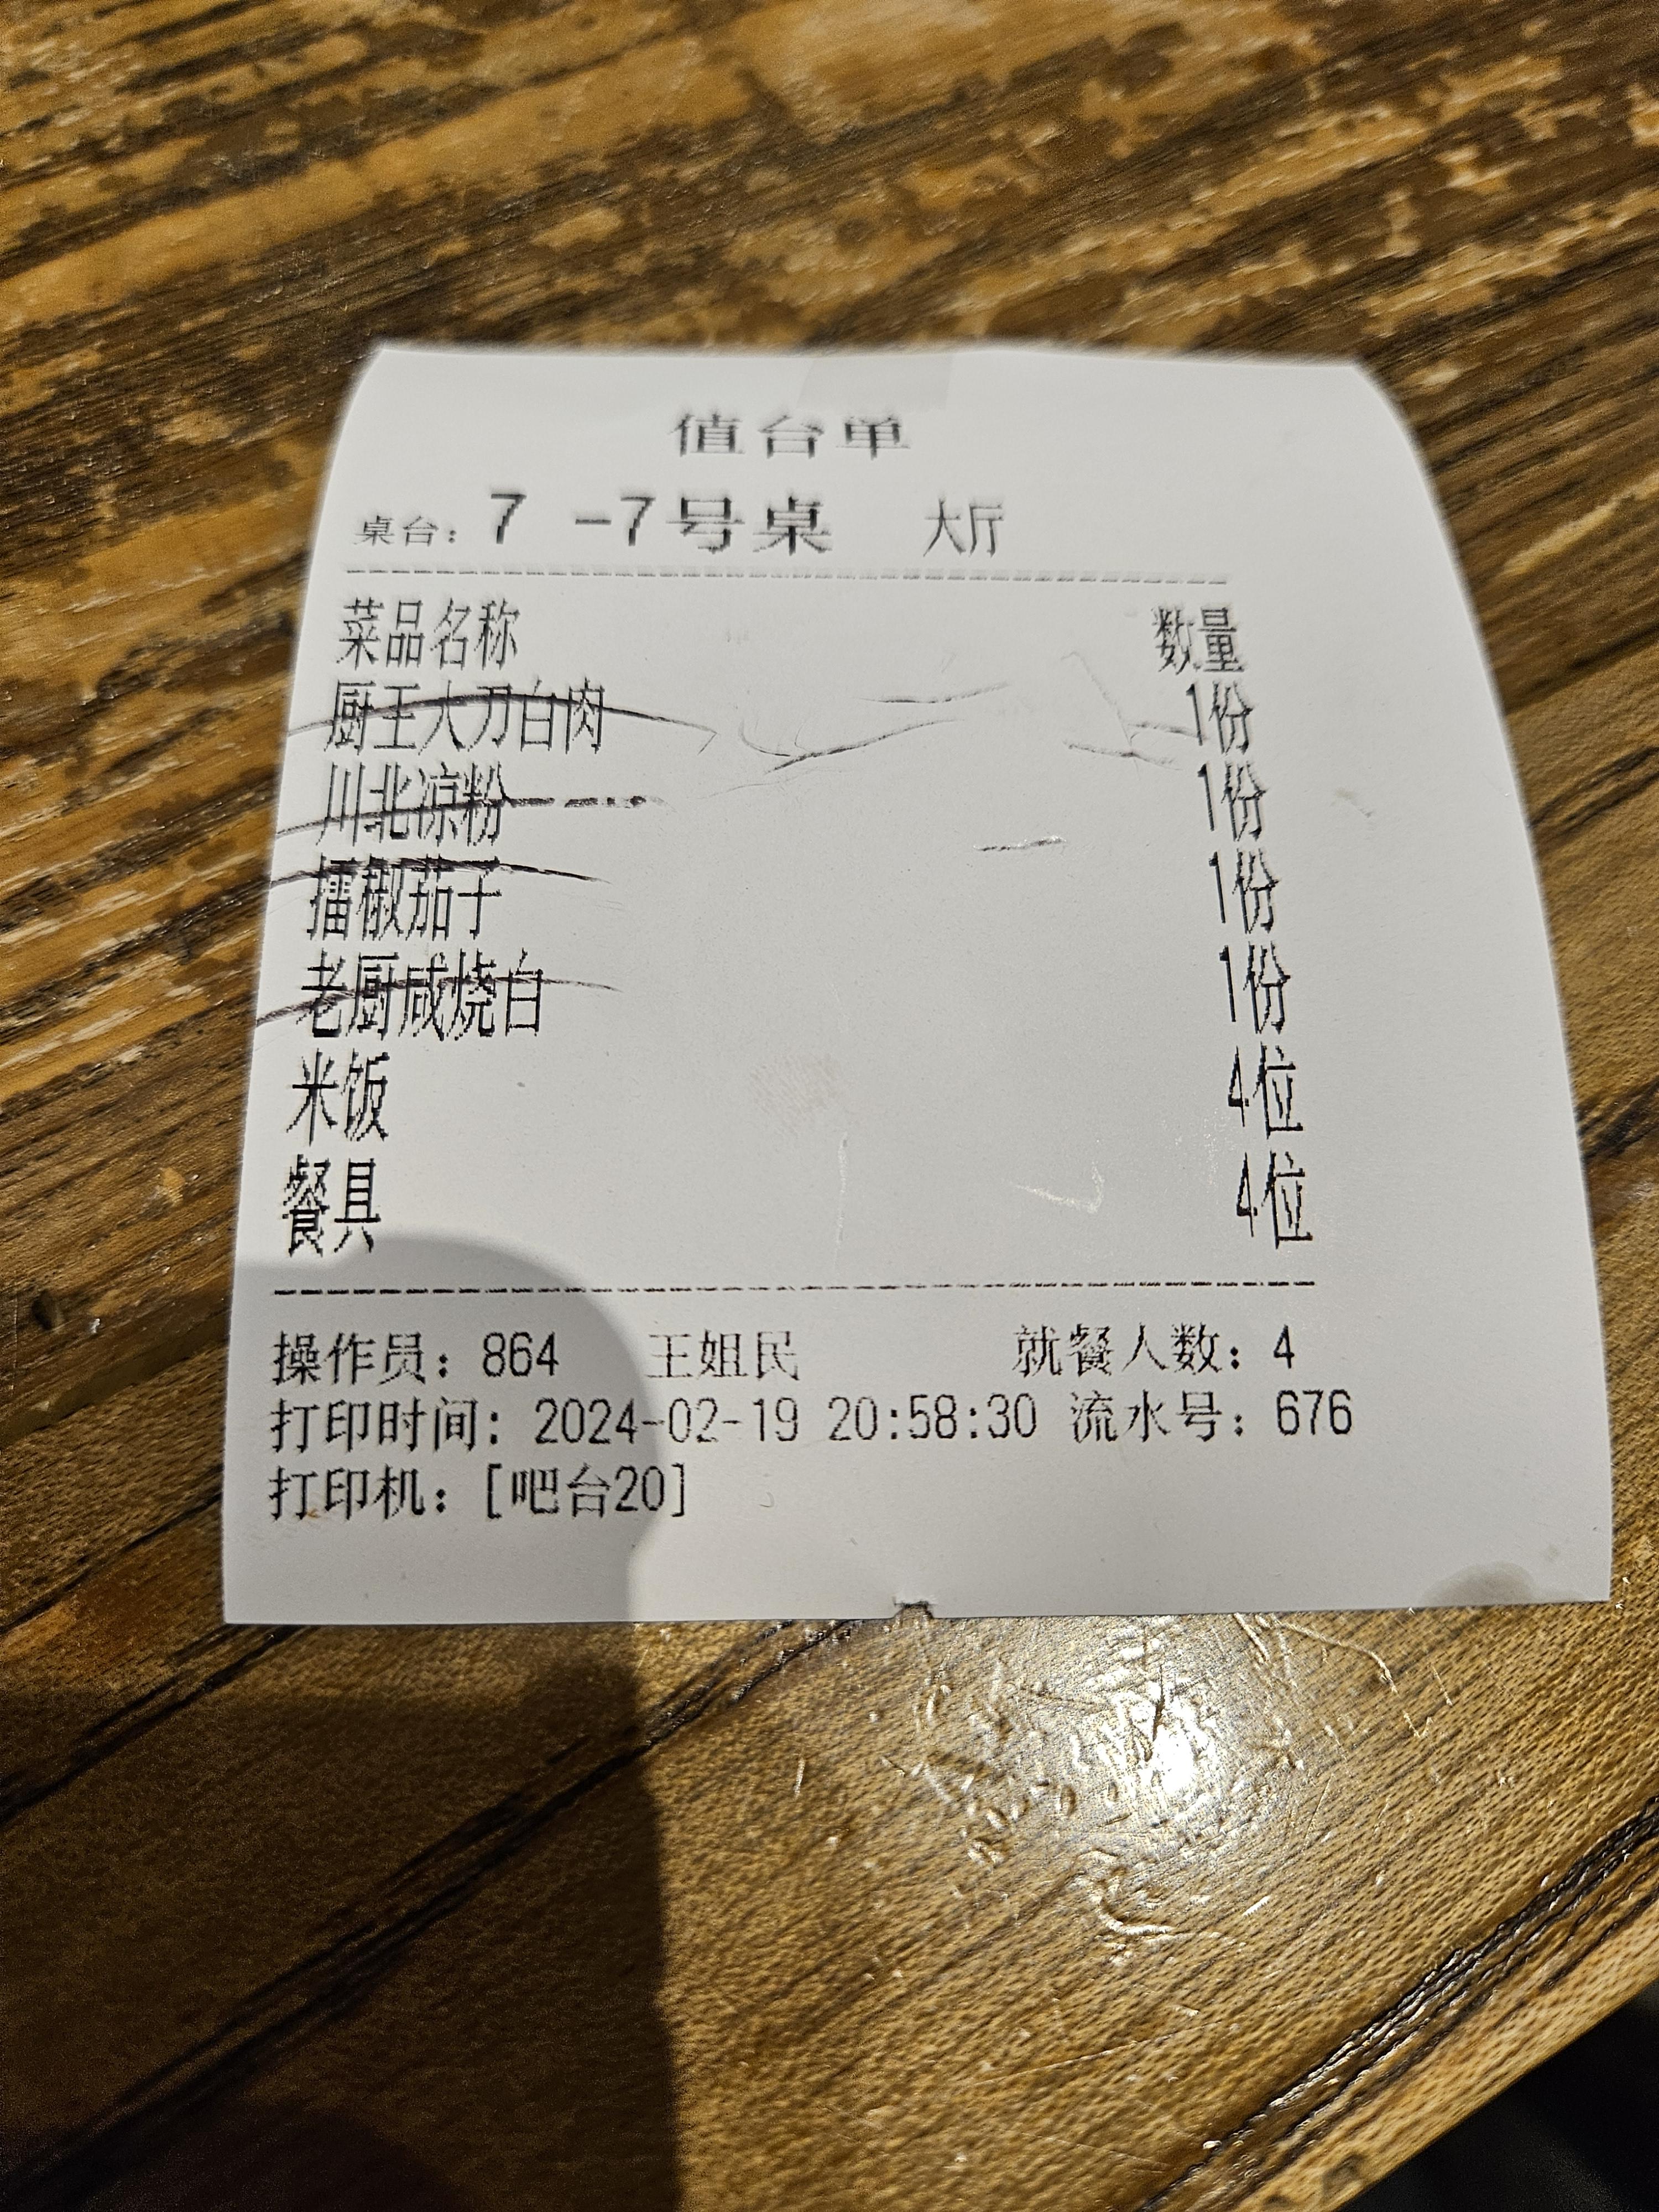 值台单
桌台：7 -7号桌 大厅
菜品名称 数量
厨王大刀白肉 1份
川北凉粉 1份
擂椒茄子 1份
老厨咸烧白 1份
米饭 4位
餐具 4位
操作员：864 王姐民 就餐人数：4
打印时间：2024-02-19 20:58:30 流水号：676
打印机：[吧台20]